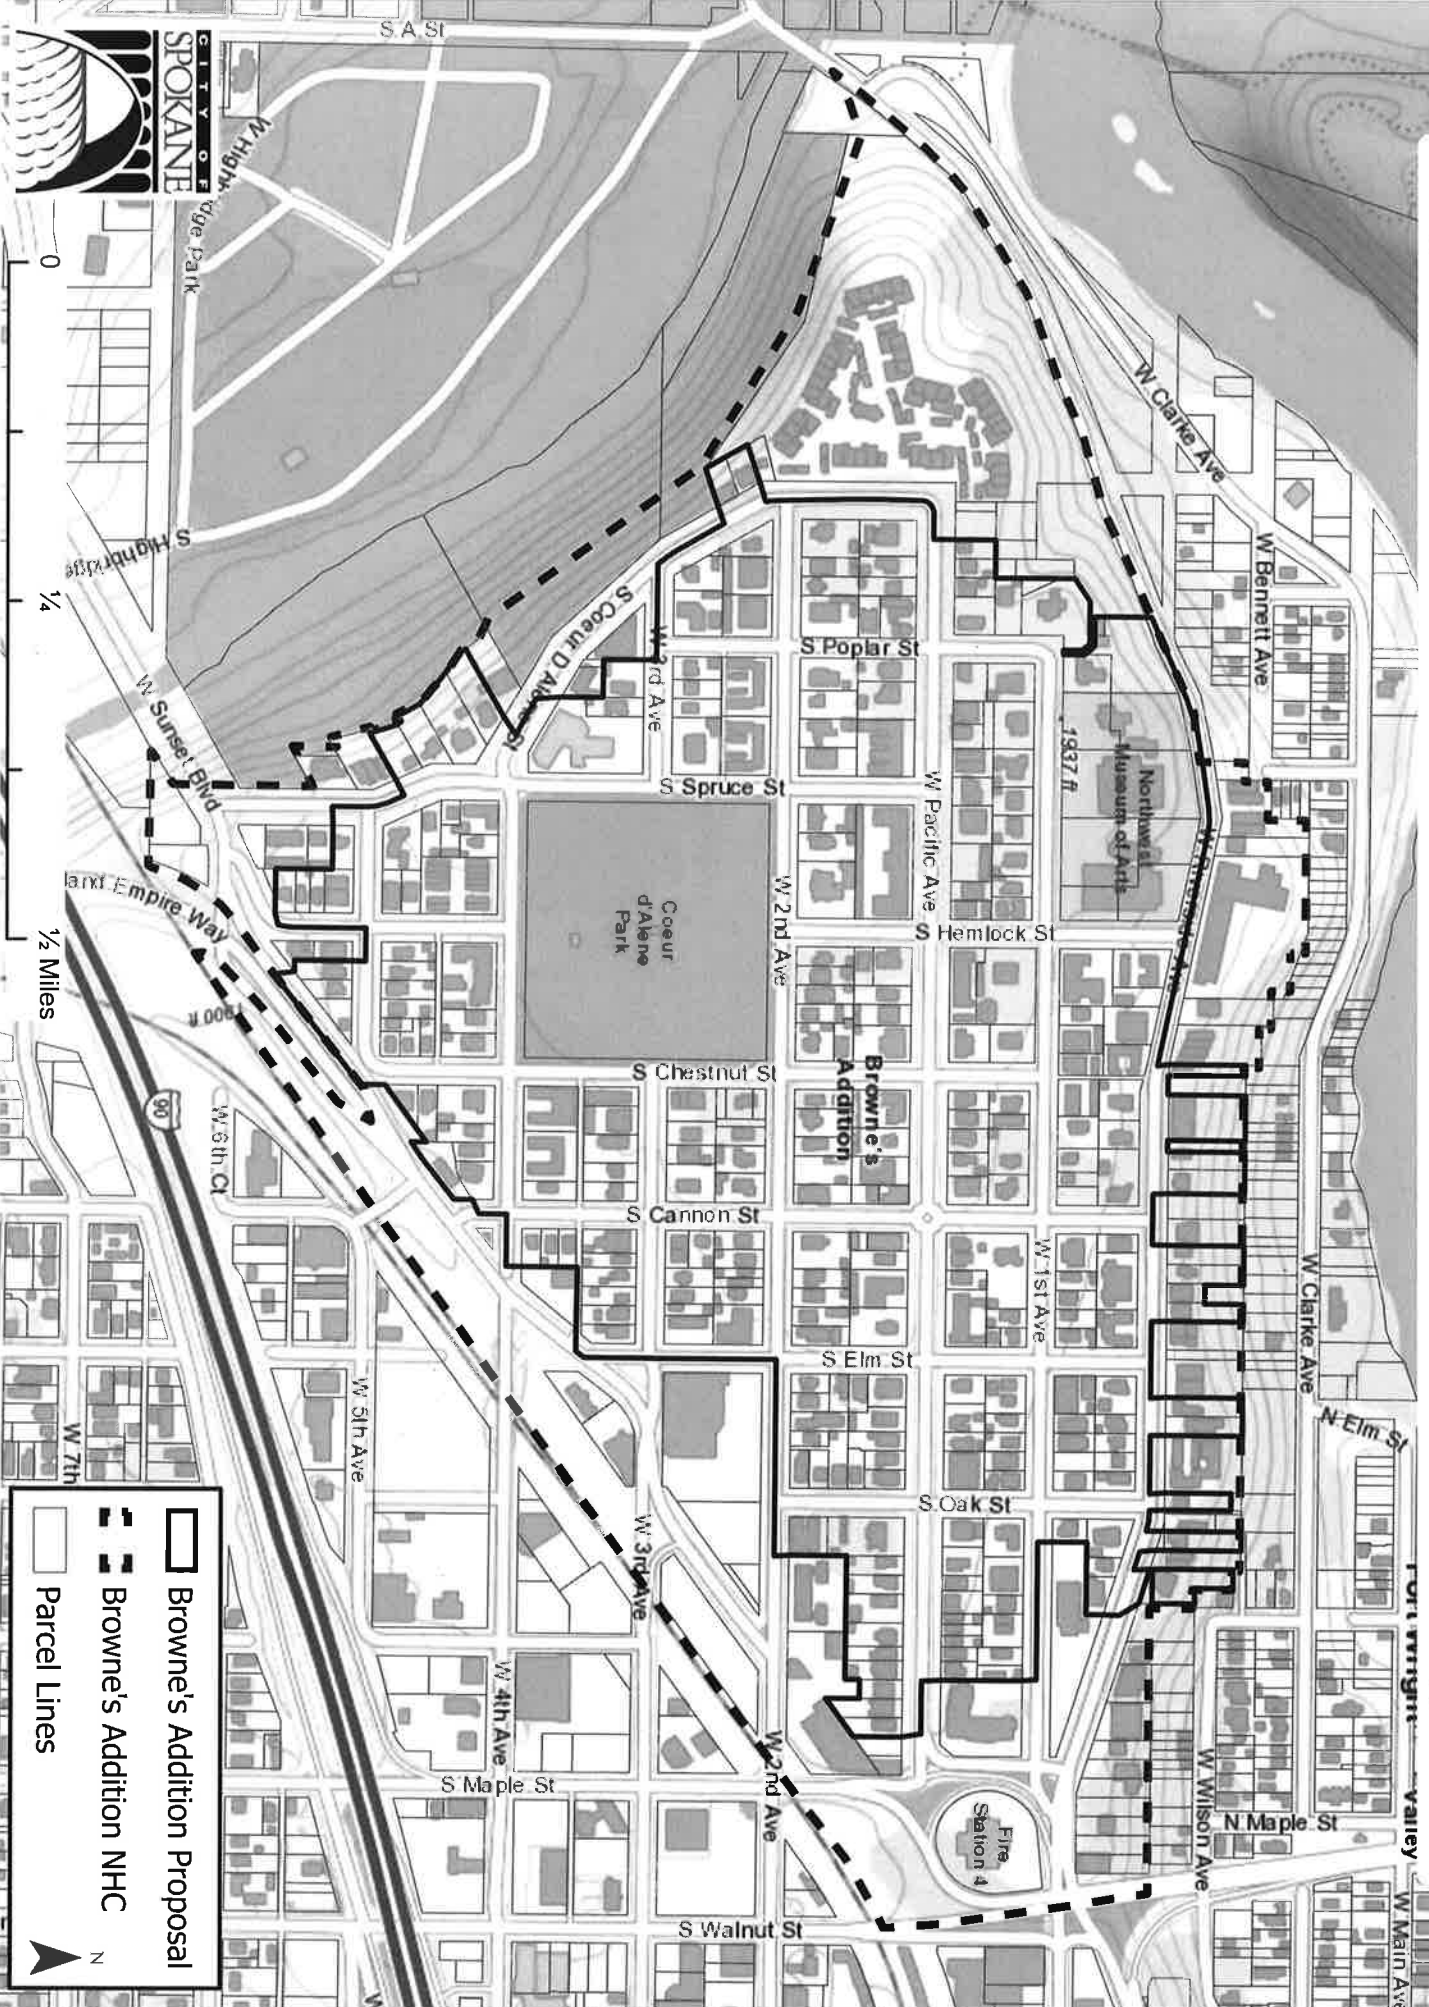 CITY OF
SPOKANE
S A St
S Highbridge
W Clarke Ave
W Bennett Ave
S Coeur D'Alene St
W 3rd Ave
S Poplar St
W Sunset Blvd
S Spruce St
W Pacific Ave
1937 ft
Northwest
Museum of Arts
Coeur
d'Alene
Park
W 2nd Ave
S Hemlock St
land Empire Way
S Chestnut St
Browne's
Addition
90
W 6th Ct
S Cannon St
W 1st Ave
W Clarke Ave
S Elm St
N Elm St
W 5th Ave
W 7th
S Oak St
W 3rd Ave
W 4th Ave
S Maple St
W 2nd Ave
Fire
Station 4
W Wilson Ave
N Maple St
Valley
W Main Ave
S Walnut St
0
¼
½ Miles
Browne's Addition Proposal
Browne's Addition NHC
Parcel Lines
N